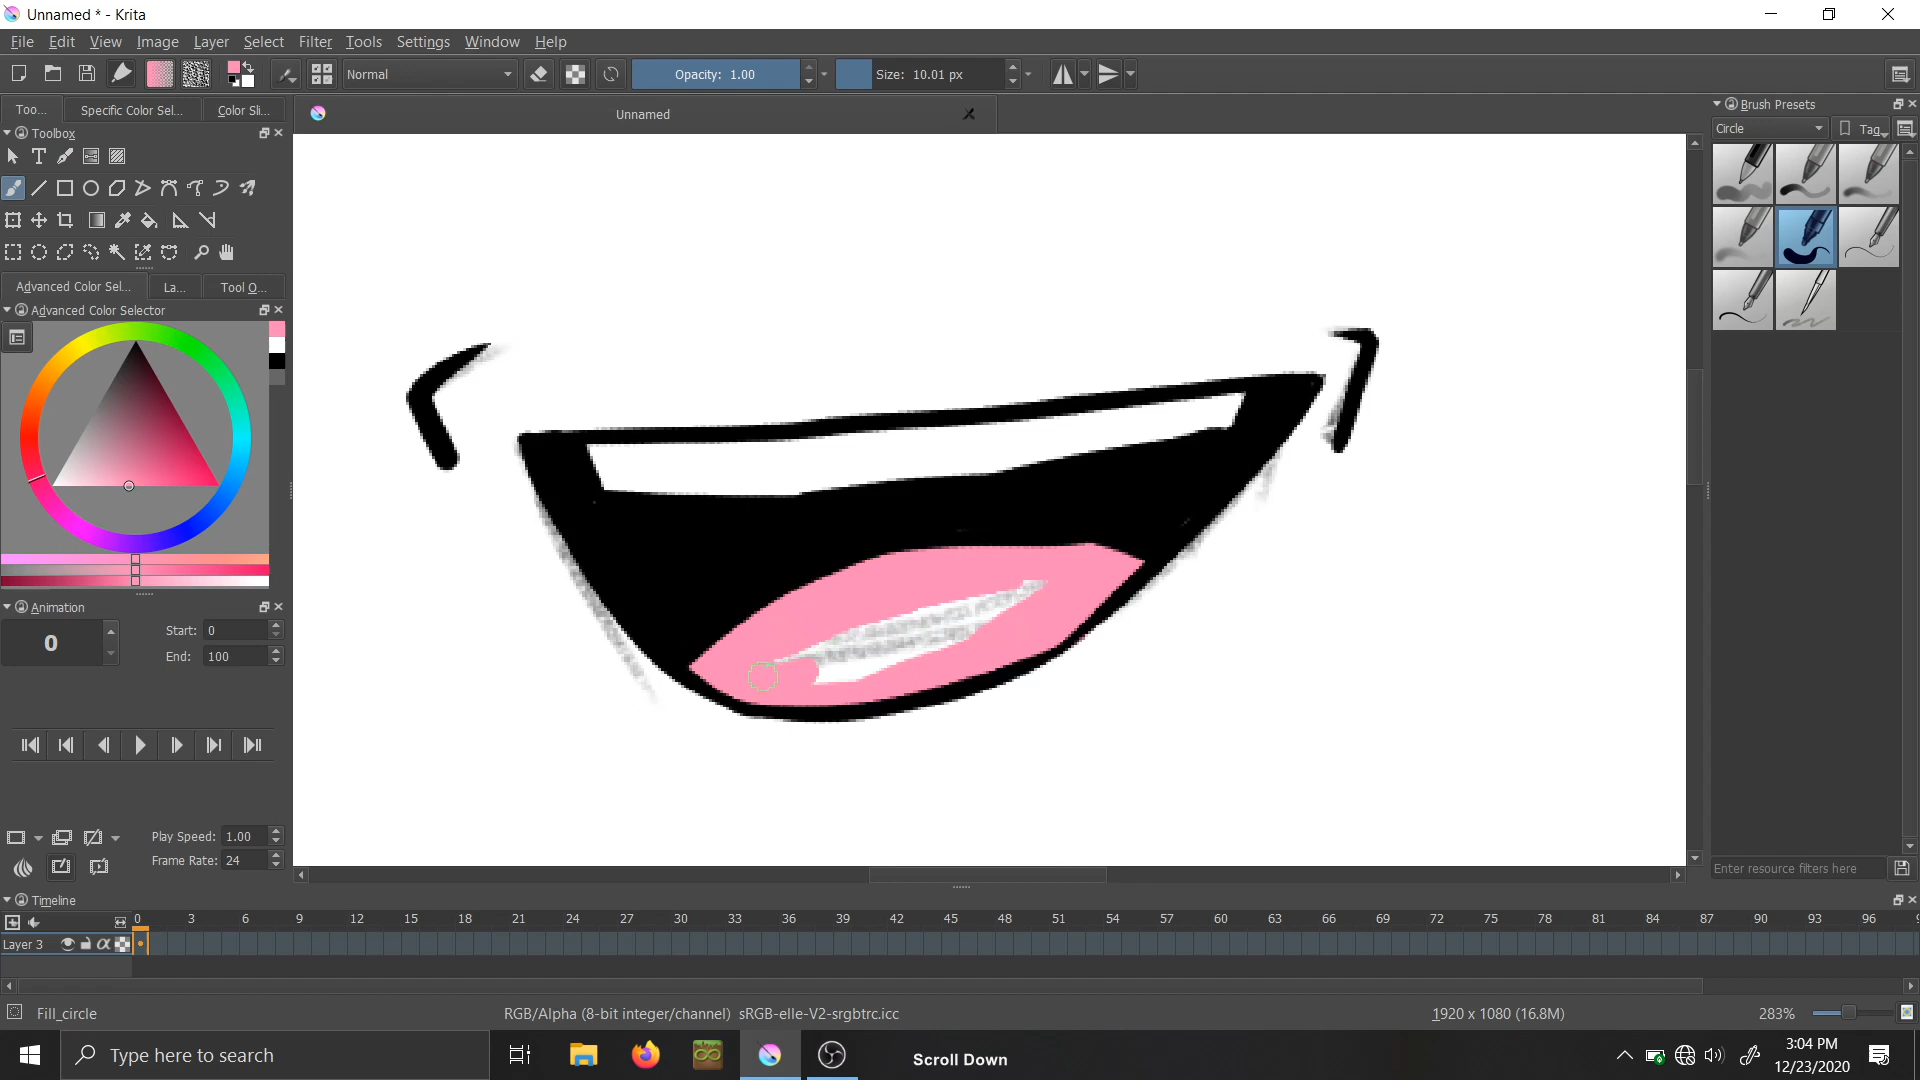 Unnamed * - Krita
File Edit View Image Layer Select Filter Tools Settings Window Help
Normal Opacity: 1.00 Size: 10.01 px
Too... Specific Color Sel... Color Sli...
Unnamed
Toolbox
Advanced Color Sel... La... Tool O...
Advanced Color Selector
Animation
0 Start: 0
End: 100
Play Speed: 1.00
Frame Rate: 24
Brush Presets
Circle Tag
Enter resource filters here
Timeline
0 3 6 9 12 15 18 21 24 27 30 33 36 39 42 45 48 51 54 57 60 63 66 69 72 75 78 81 84 87 90 93 96
Layer 3
Fill_circle RGB/Alpha (8-bit integer/channel) sRGB-elle-V2-srgbtrc.icc 1920 x 1080 (16.8M) 283%
Type here to search
Scroll Down
3:04 PM
12/23/2020